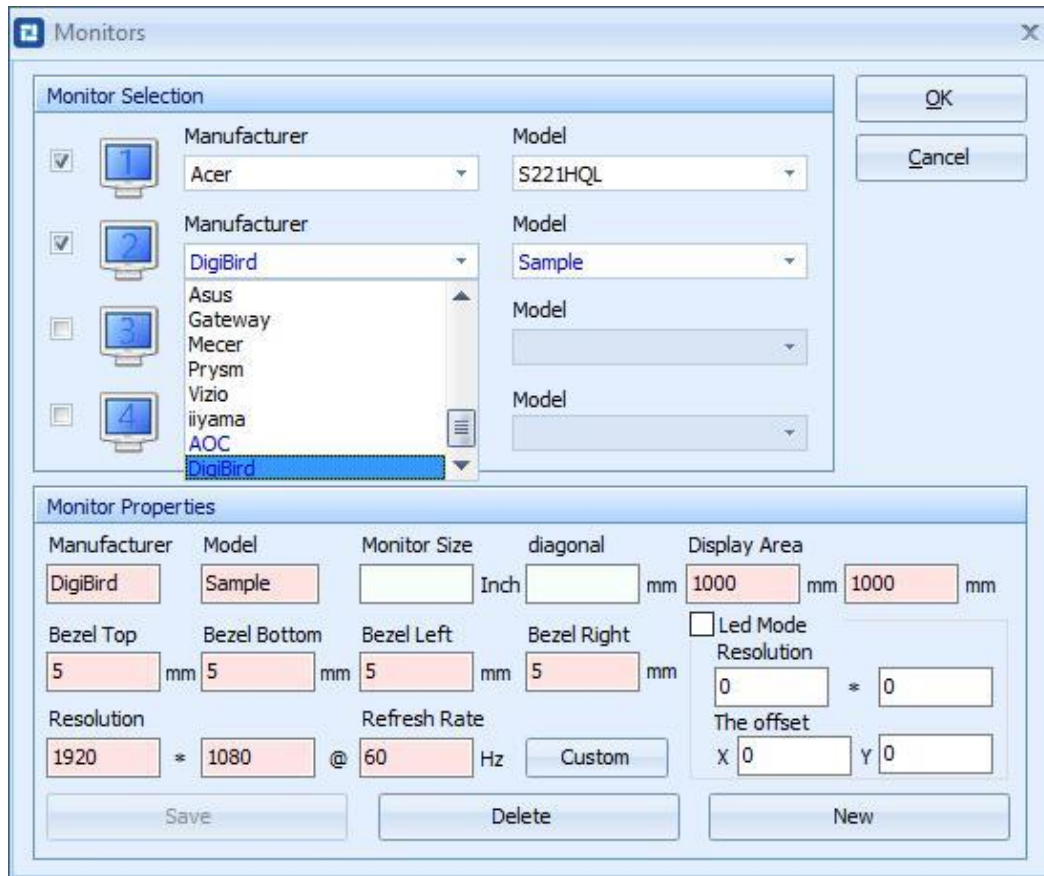 Monitors
Monitor Selection
OK
Cancel
1
Manufacturer Model
Acer S221HQL
2
Manufacturer Model
DigiBird Sample
Asus
Gateway
Mecer
Prysm
Vizio
iiyama
AOC
DigiBird
3
Model
4
Model
Monitor Properties
Manufacturer Model Monitor Size diagonal Display Area
DigiBird Sample Inch mm 1000 mm 1000 mm
Bezel Top Bezel Bottom Bezel Left Bezel Right
5 mm 5 mm 5 mm 5 mm
Led Mode
Resolution
0 * 0
The offset
X 0 Y 0
Resolution Refresh Rate
1920 * 1080 @ 60 Hz Custom
Save Delete New